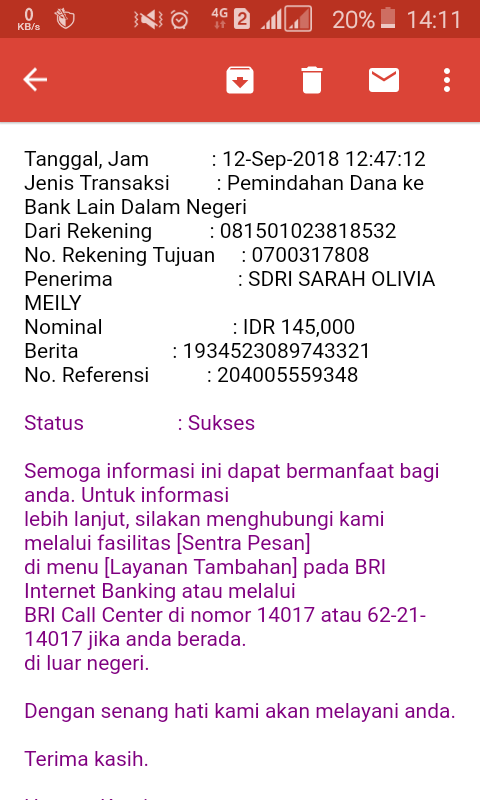 0 KB/s 4G 2 20% 14:11
Tanggal, Jam : 12-Sep-2018 12:47:12
Jenis Transaksi : Pemindahan Dana ke
Bank Lain Dalam Negeri
Dari Rekening : 081501023818532
No. Rekening Tujuan : 0700317808
Penerima : SDRI SARAH OLIVIA
MEILY
Nominal : IDR 145,000
Berita : 1934523089743321
No. Referensi : 204005559348
Status : Sukses
Semoga informasi ini dapat bermanfaat bagi
anda. Untuk informasi
lebih lanjut, silakan menghubungi kami
melalui fasilitas [Sentra Pesan]
di menu [Layanan Tambahan] pada BRI
Internet Banking atau melalui
BRI Call Center di nomor 14017 atau 62-21-
14017 jika anda berada.
di luar negeri.
Dengan senang hati kami akan melayani anda.
Terima kasih.